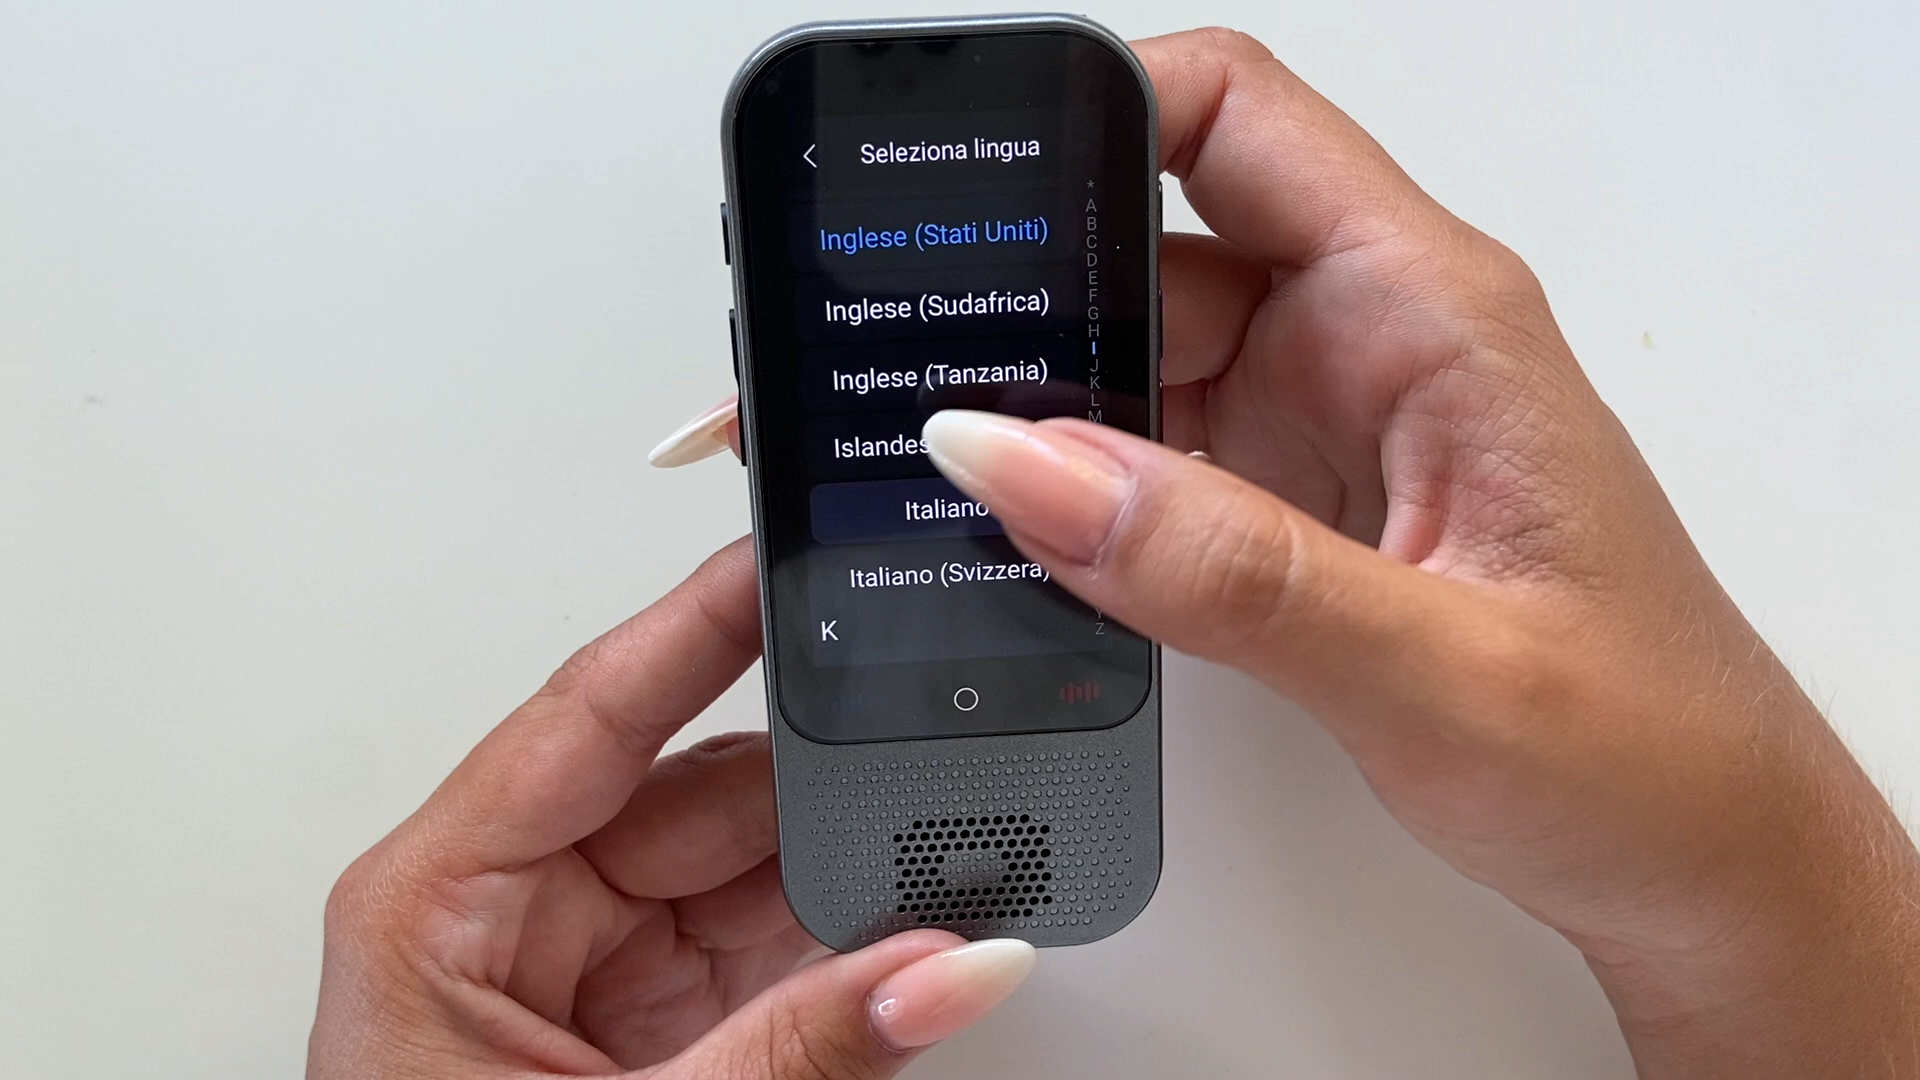 Seleziona lingua
*
A
B
C
D
E
F
G
H
I
J
K
L
M
Z
Inglese (Stati Uniti)
Inglese (Sudafrica)
Inglese (Tanzania)
Islandes
Italiano
Italiano (Svizzera)
K